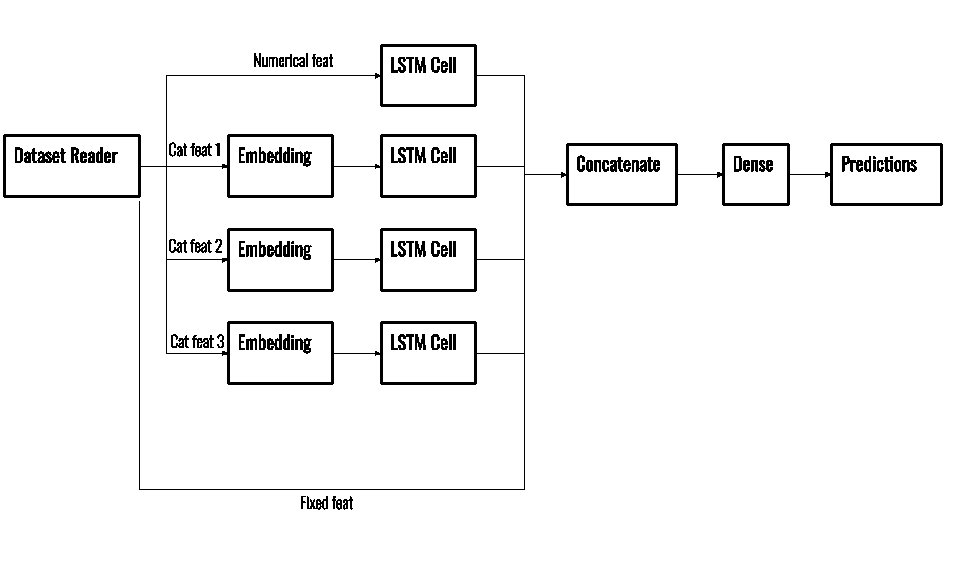 Numerical feat
LSTM Cell
Dataset Reader
Cat feat 1
Embedding
LSTM Cell
Concatenate
Dense
Predictions
Cat feat 2
Embedding
LSTM Cell
Cat feat 3
Embedding
LSTM Cell
Fixed feat